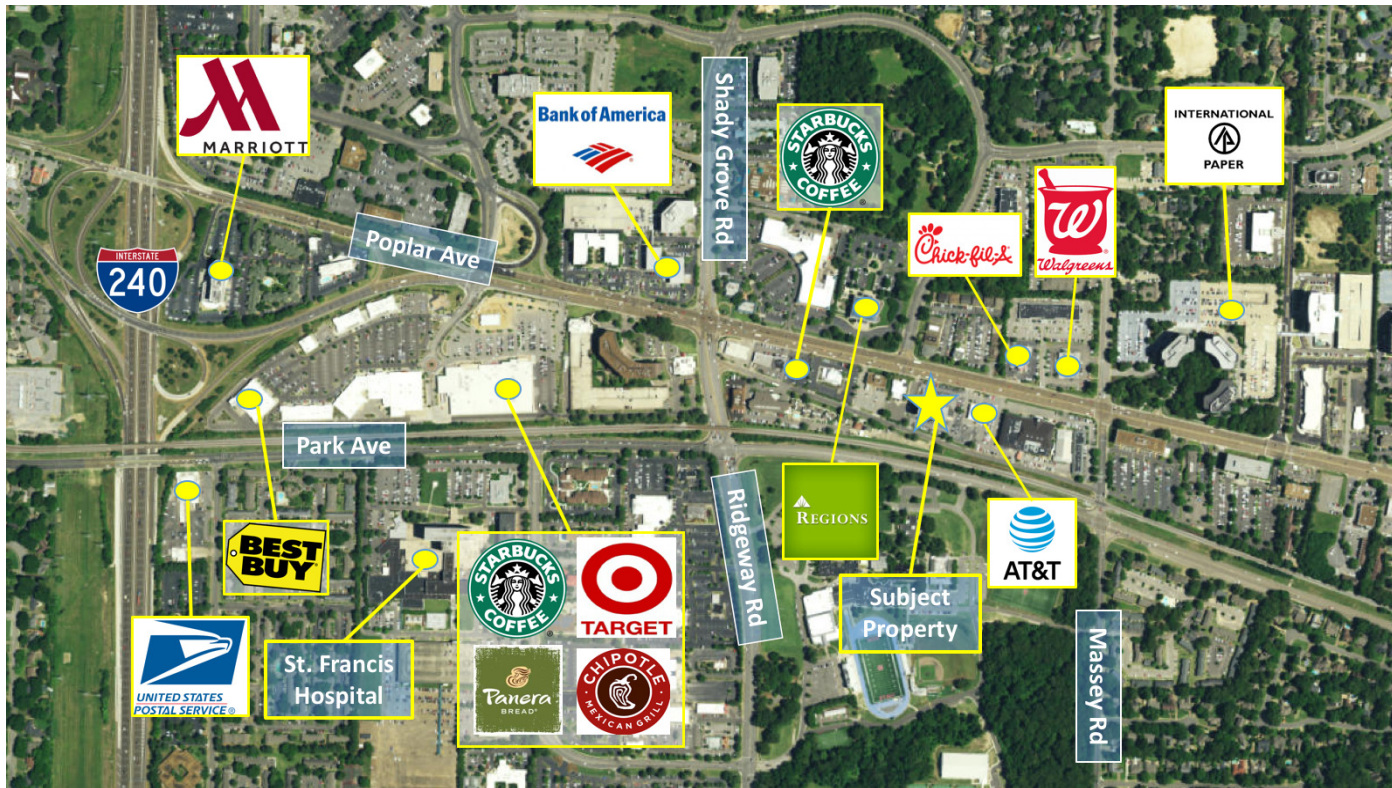 MARRIOTT
Bank of America
Shady Grove Rd
STARBUCKS
COFFEE
INTERNATIONAL
PAPER
Chick-fil-A
W
Walgreens
Poplar Ave
INTERSTATE
240
Park Ave
REGIONS
Ridgeway Rd
AT&T
BEST
BUY
Subject
Property
STARBUCKS
COFFEE
TARGET
Panera
BREAD®
CHIPOTLE
MEXICAN GRILL
UNITED STATES
POSTAL SERVICE®
St. Francis
Hospital
Massey Rd